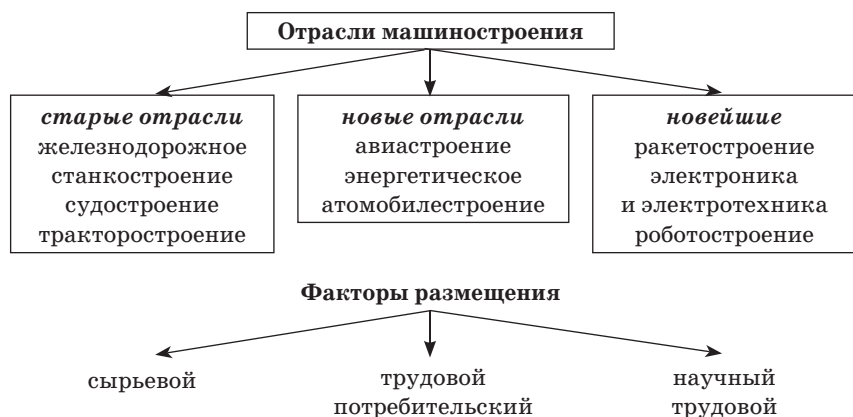 Отрасли машиностроения
старые отрасли
железнодорожное
станкостроение
судостроение
тракторостроение
новые отрасли
авиастроение
энергетическое
атомобилестроение
новейшие
ракетостроение
электроника
и электротехника
роботостроение
Факторы размещения
сырьевой
трудовой
потребительский
научный
трудовой